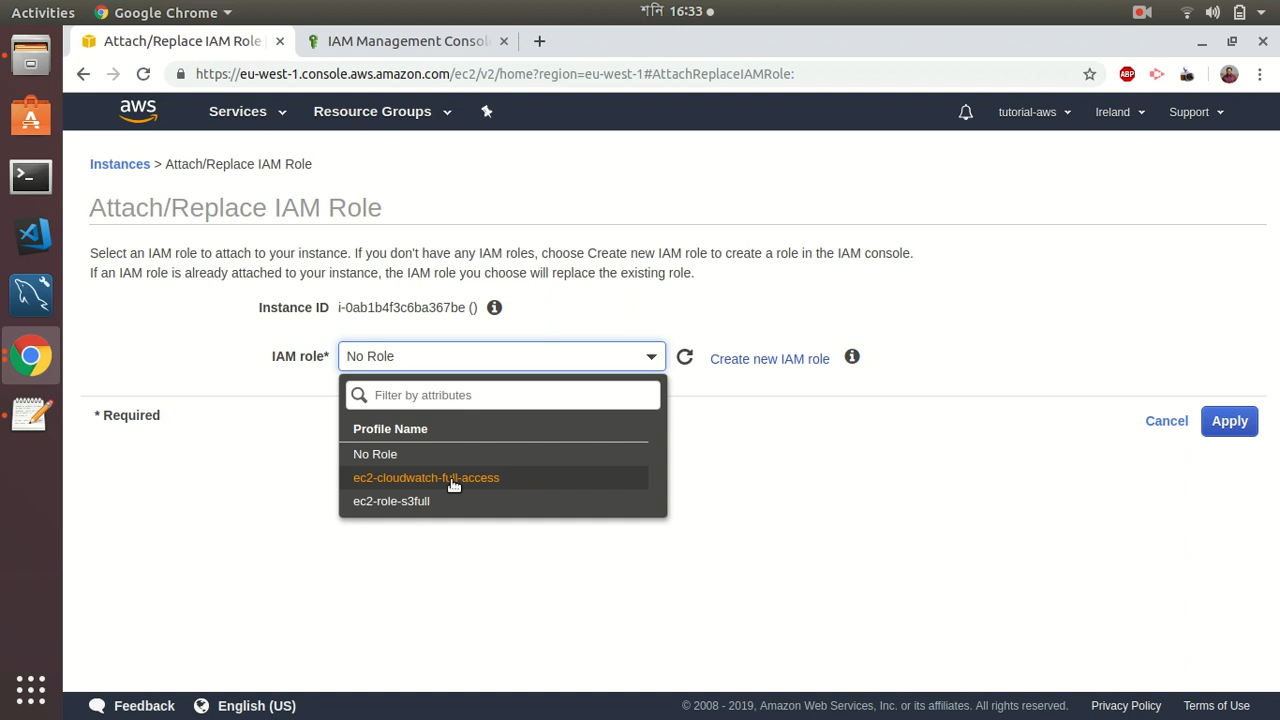 Activities Google Chrome শনি 16:33
Attach/Replace IAM Role IAM Management Consol
https://eu-west-1.console.aws.amazon.com/ec2/v2/home?region=eu-west-1#AttachReplaceIAMRole: ABP
aws Services Resource Groups tutorial-aws Ireland Support
Instances > Attach/Replace IAM Role
Attach/Replace IAM Role
Select an IAM role to attach to your instance. If you don't have any IAM roles, choose Create new IAM role to create a role in the IAM console.
If an IAM role is already attached to your instance, the IAM role you choose will replace the existing role.
Instance ID i-0ab1b4f3c6ba367be ()
IAM role* No Role Create new IAM role
Filter by attributes
* Required Cancel Apply
Profile Name
No Role
ec2-cloudwatch-full-access
ec2-role-s3full
Feedback English (US) © 2008 - 2019, Amazon Web Services, Inc. or its affiliates. All rights reserved. Privacy Policy Terms of Use